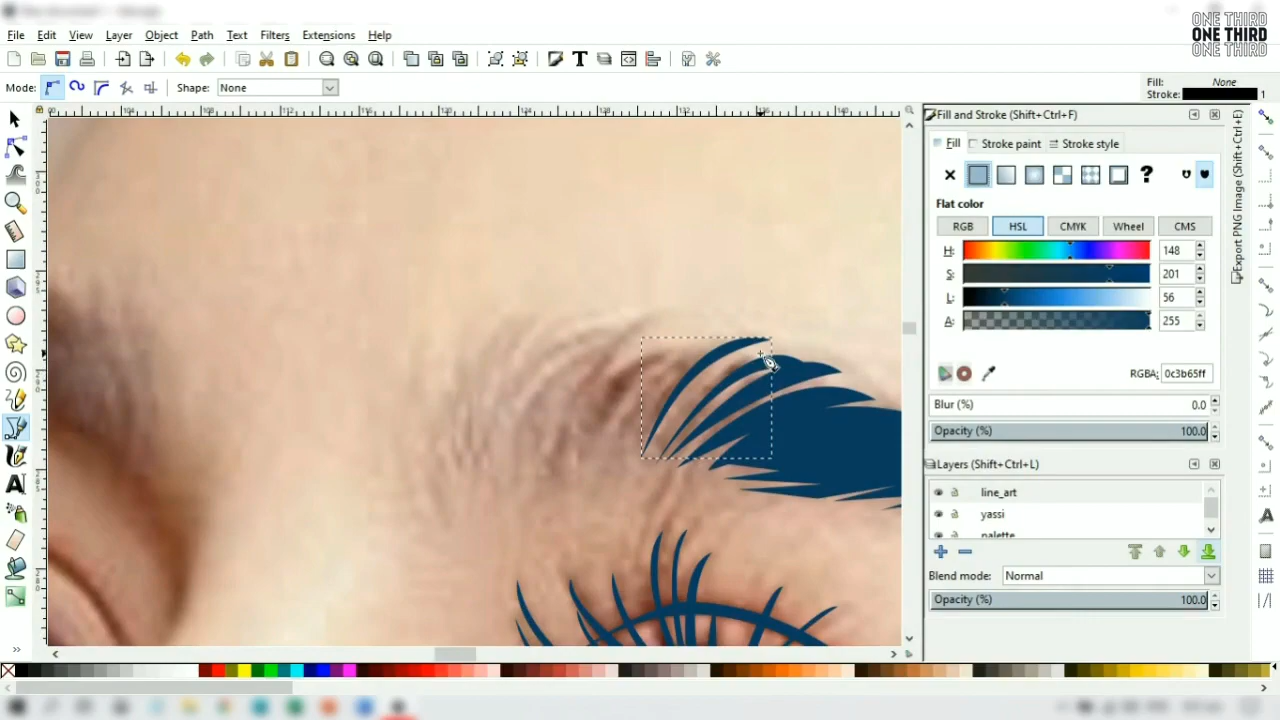 ONE THIRD
ONE THIRD
ONE THIRD
File Edit View Layer Object Path Text Filters Extensions Help
Mode: Shape: None
Fill: None
Stroke: 1
Fill and Stroke (Shift+Ctrl+F)
Fill Stroke paint Stroke style
Flat color
RGB HSL CMYK Wheel CMS
H: 148
S: 201
L: 56
A: 255
RGBA: 0c3b65ff
Blur (%) 0.0
Opacity (%) 100.0
Layers (Shift+Ctrl+L)
line_art
yassi
palette
Blend mode: Normal
Opacity (%) 100.0
Export PNG Image (Shift+Ctrl+E)